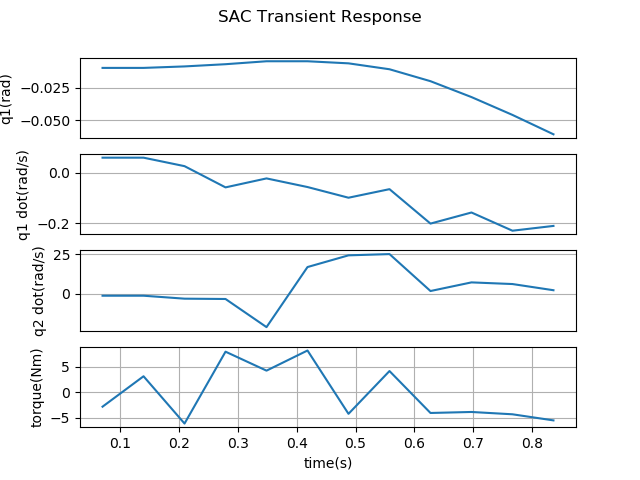 SAC Transient Response
q1(rad)
−0.025
−0.050
q1 dot(rad/s)
0.0
−0.2
q2 dot(rad/s)
25
0
torque(Nm)
5
0
−5
0.1 0.2 0.3 0.4 0.5 0.6 0.7 0.8
time(s)